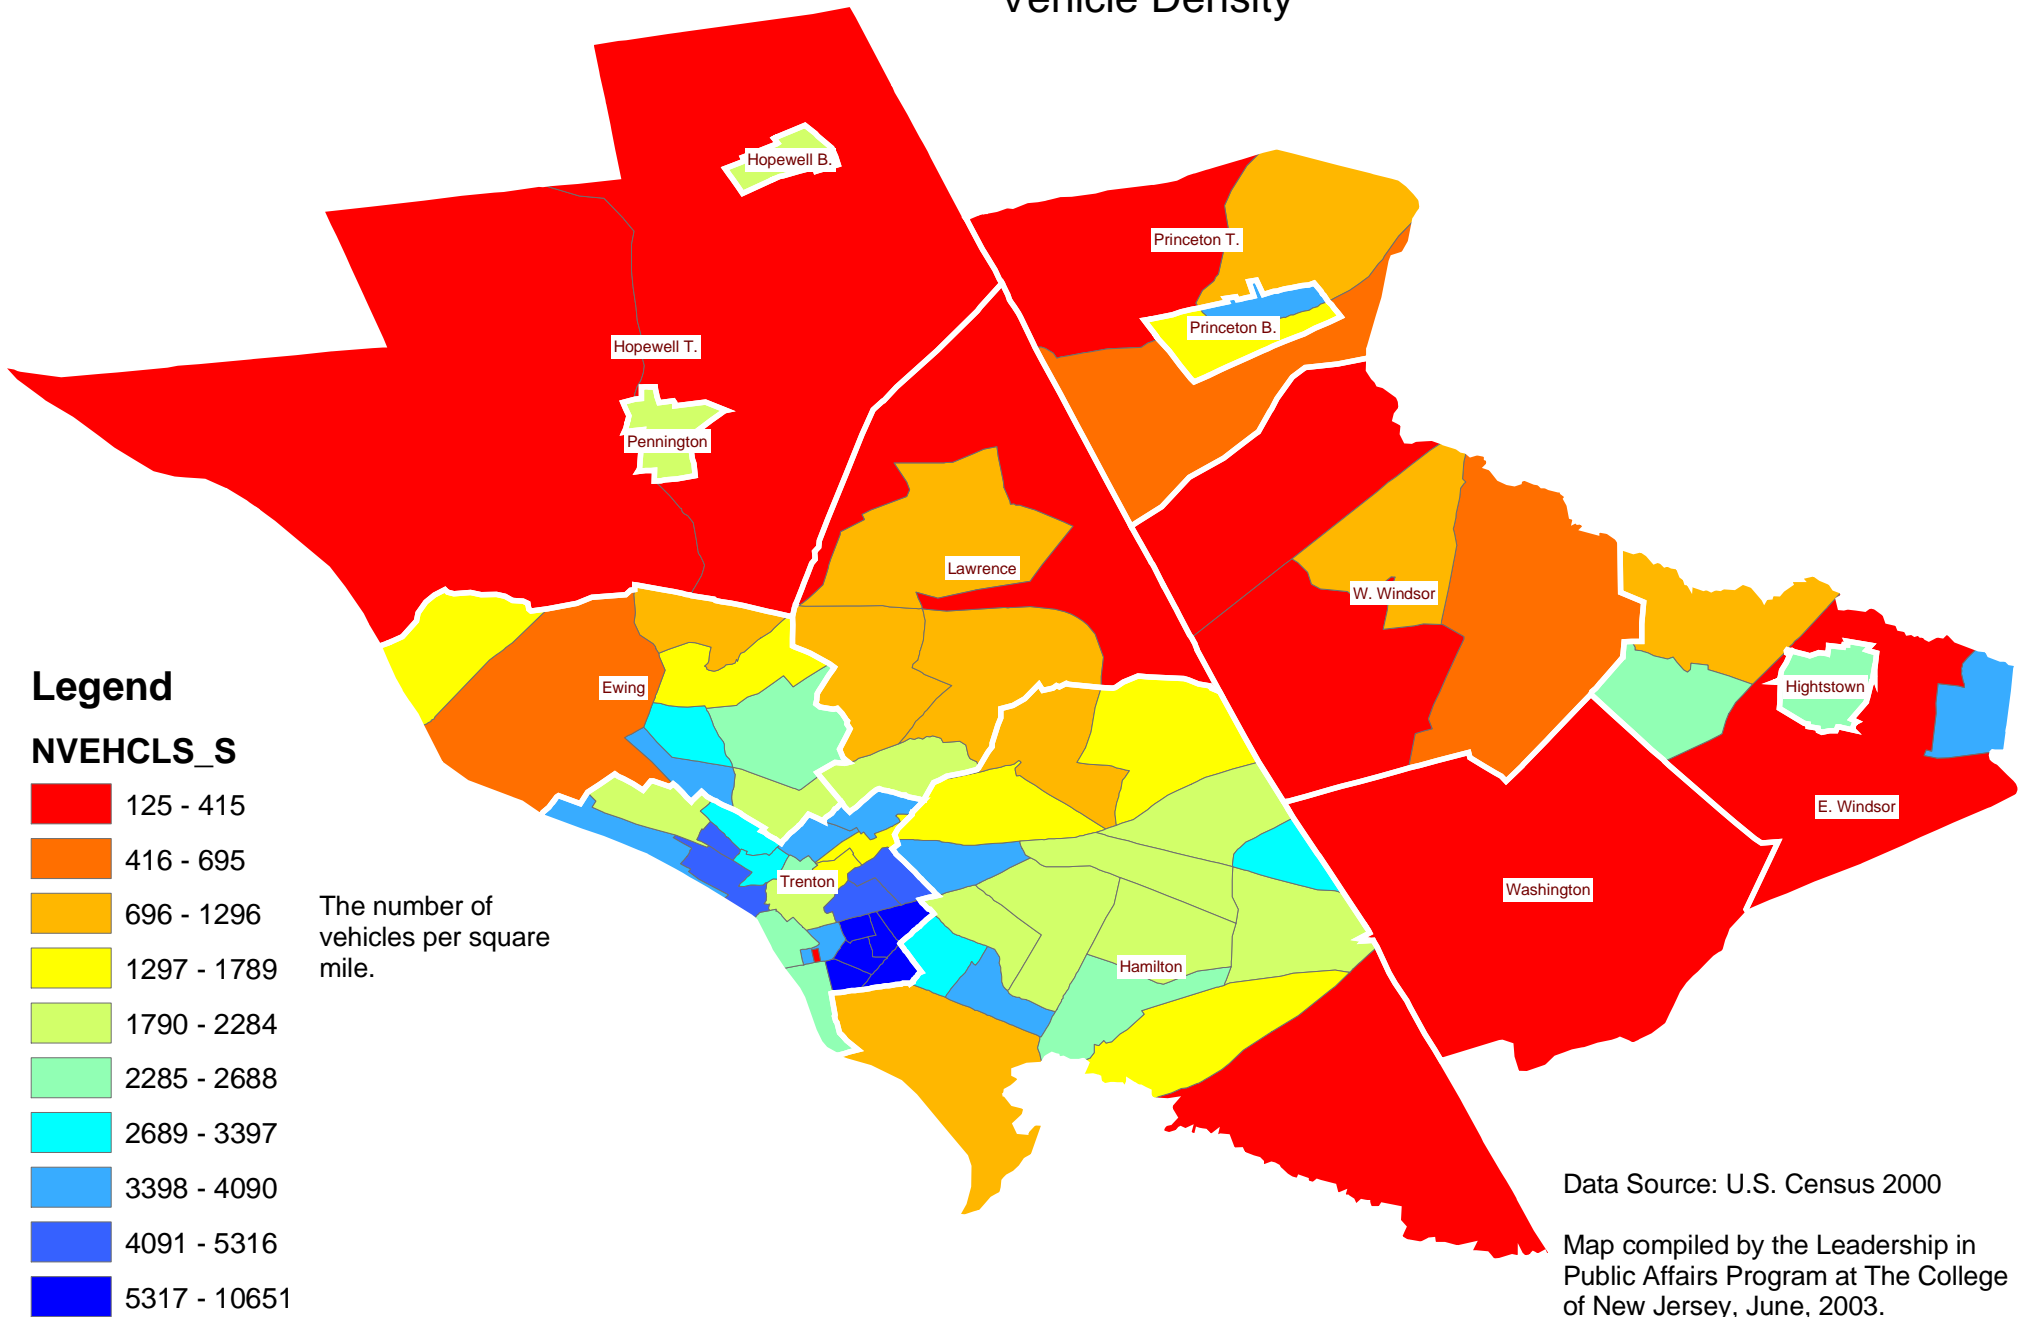 Vehicle Density
Hopewell B.
Princeton T.
Princeton B.
Hopewell T.
Pennington
Lawrence
W. Windsor
Ewing
Hightstown
E. Windsor
Trenton
Washington
Hamilton
Legend
NVEHCLS_S
125 - 415
416 - 695
696 - 1296
1297 - 1789
1790 - 2284
2285 - 2688
2689 - 3397
3398 - 4090
4091 - 5316
5317 - 10651
The number of
vehicles per square
mile.
Data Source: U.S. Census 2000
Map compiled by the Leadership in
Public Affairs Program at The College
of New Jersey, June, 2003.